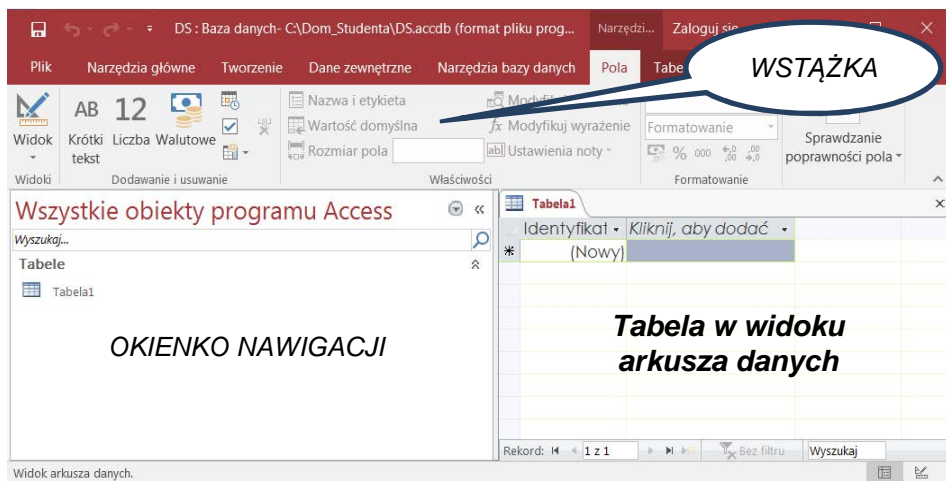 DS : Baza danych- C:\Dom_Studenta\DS.accdb (format pliku prog... Narzędzi... Zaloguj się
Plik Narzędzia główne Tworzenie Dane zewnętrzne Narzędzia bazy danych Pola Tabe
WSTĄŻKA
AB 12
Widok Krótki tekst Liczba Walutowe
Nazwa i etykieta
Wartość domyślna
Rozmiar pola
fx Modyfikuj wyrażenie
ab| Ustawienia noty
Formatowanie
% 000
Sprawdzanie
poprawności pola
Widoki Dodawanie i usuwanie Właściwości Formatowanie
Wszystkie obiekty programu Access
Wyszukaj...
Tabele
Tabela1
OKIENKO NAWIGACJI
Tabela1
Identyfikat Kliknij, aby dodać
(Nowy)
Tabela w widoku
arkusza danych
Rekord: 1 z 1 Bez filtru Wyszukaj
Widok arkusza danych.